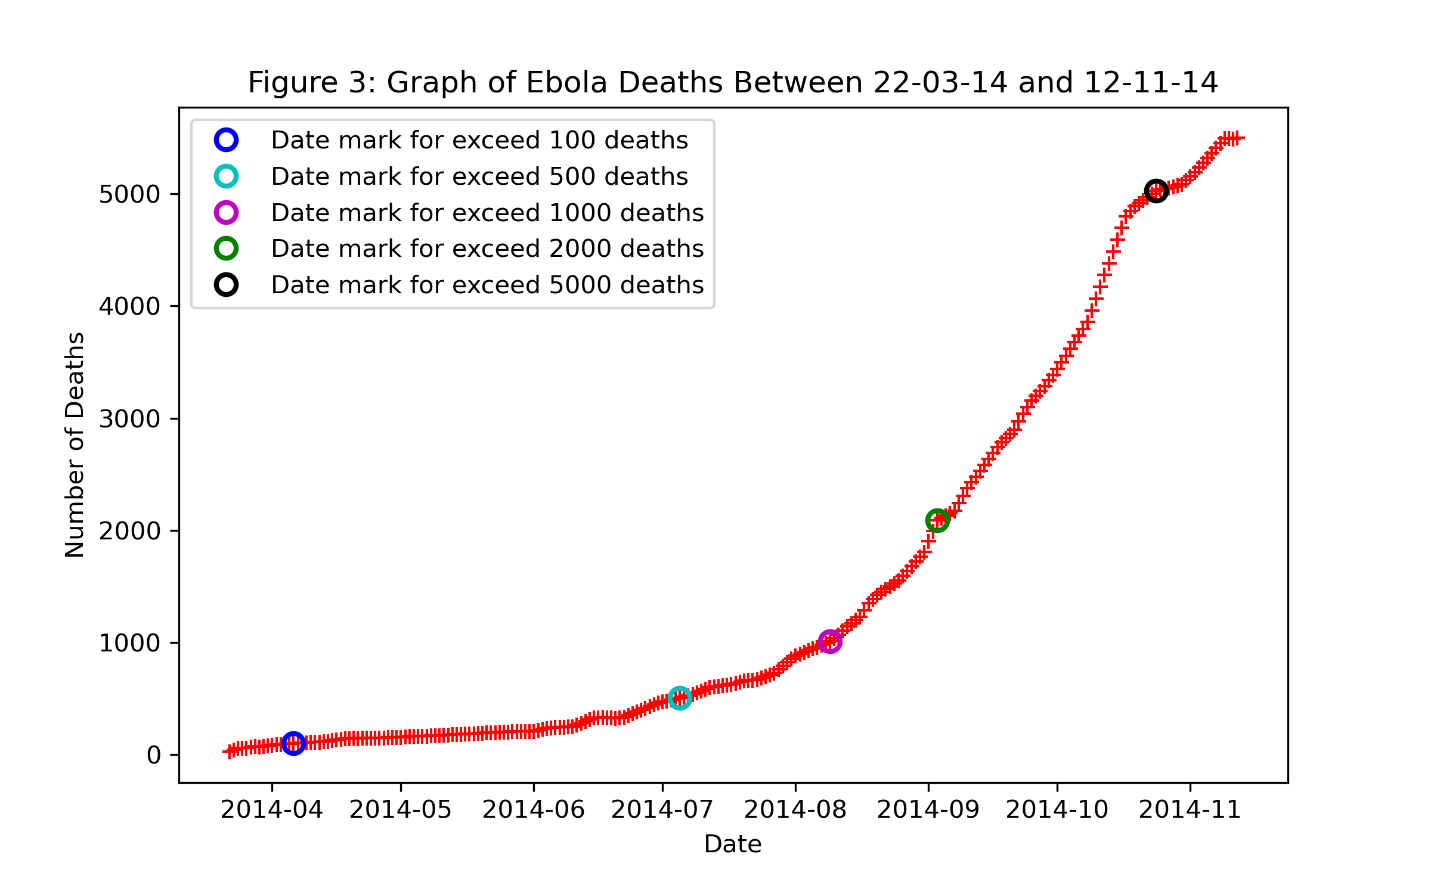 Figure 3: Graph of Ebola Deaths Between 22-03-14 and 12-11-14
Date mark for exceed 100 deaths
Date mark for exceed 500 deaths
Date mark for exceed 1000 deaths
Date mark for exceed 2000 deaths
Date mark for exceed 5000 deaths
Number of Deaths
5000
4000
3000
2000
1000
0
2014-04 2014-05 2014-06 2014-07 2014-08 2014-09 2014-10 2014-11
Date